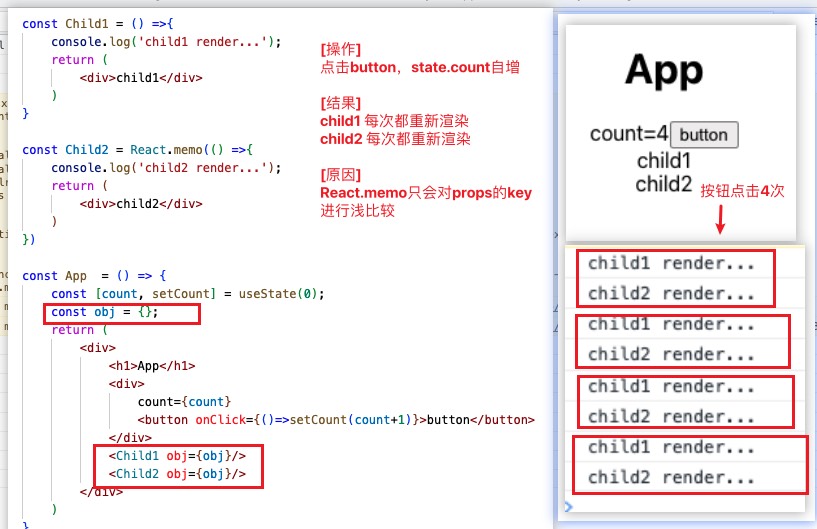 const Child1 = () =>{
console.log('child1 render...');
return (
<div>child1</div>
)
}
const Child2 = React.memo(() =>{
console.log('child2 render...');
return (
<div>child2</div>
)
})
const App = () => {
const [count, setCount] = useState(0);
const obj = {};
return (
<div>
<h1>App</h1>
<div>
count={count}
<button onClick={()=>setCount(count+1)}>button</button>
</div>
<Child1 obj={obj}/>
<Child2 obj={obj}/>
</div>
)
}
[操作]
点击button，state.count自增
[结果]
child1 每次都重新渲染
child2 每次都重新渲染
[原因]
React.memo只会对props的key
进行浅比较
App
count=4 button
child1
child2
按钮点击4次
child1 render...
child2 render...
child1 render...
child2 render...
child1 render...
child2 render...
child1 render...
child2 render...